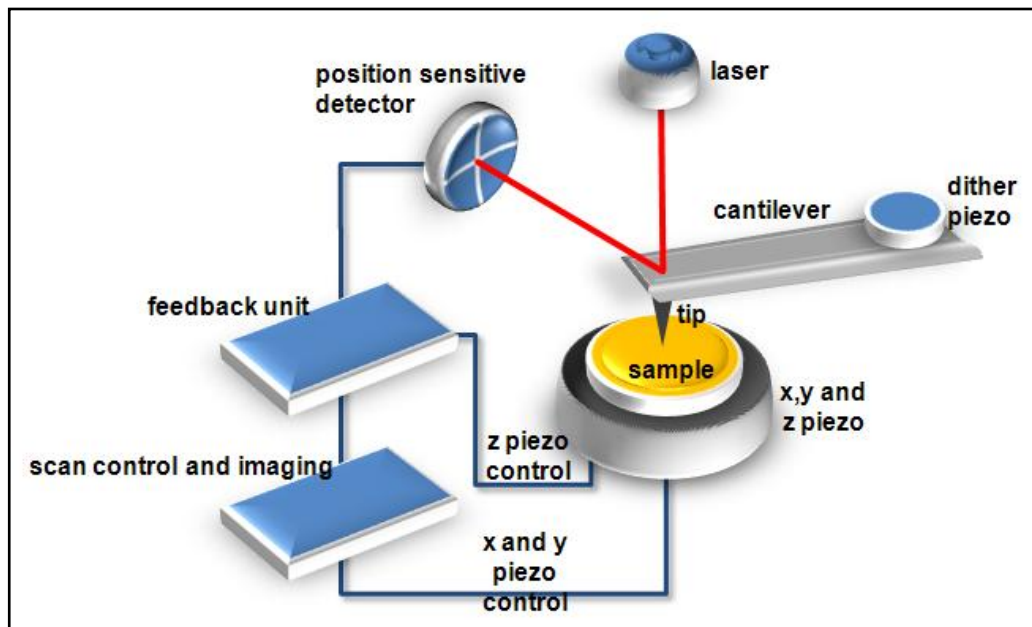 position sensitive
detector
laser
dither
piezo
cantilever
feedback unit
tip
sample
x,y and
z piezo
scan control and imaging
z piezo
control
x and y
piezo
control